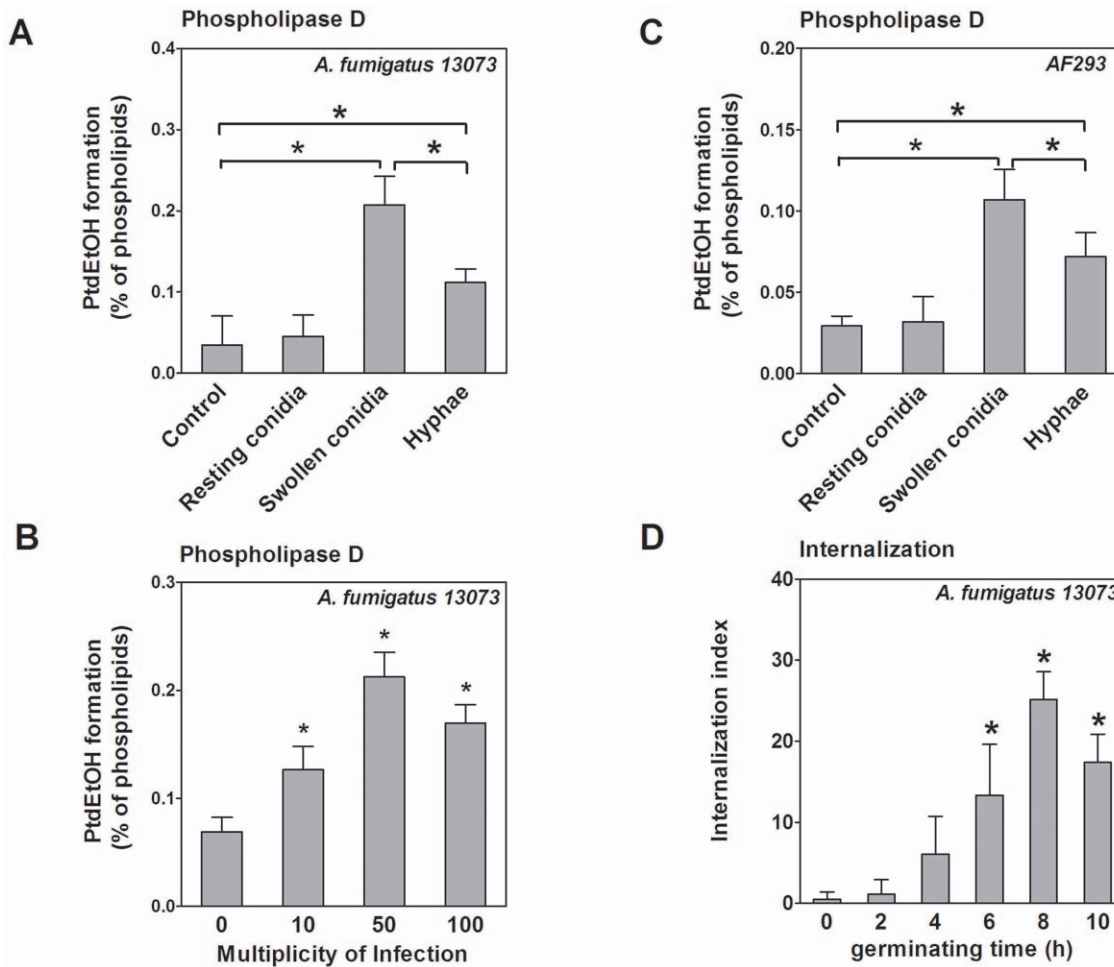 A
Phospholipase D
A. fumigatus 13073
PtdEtOH formation
(% of phospholipids)
0.4
0.3
0.2
0.1
0.0
*
*
*
Control
Resting conidia
Swollen conidia
Hyphae
C
Phospholipase D
AF293
PtdEtOH formation
(% of phospholipids)
0.20
0.15
0.10
0.05
0.00
*
*
*
Control
Resting conidia
Swollen conidia
Hyphae
B
Phospholipase D
A. fumigatus 13073
PtdEtOH formation
(% of phospholipids)
0.3
0.2
0.1
0.0
*
*
*
0 10 50 100
Multiplicity of Infection
D
Internalization
A. fumigatus 13073
Internalization index
40
30
20
10
0
*
*
*
0 2 4 6 8 10
germinating time (h)